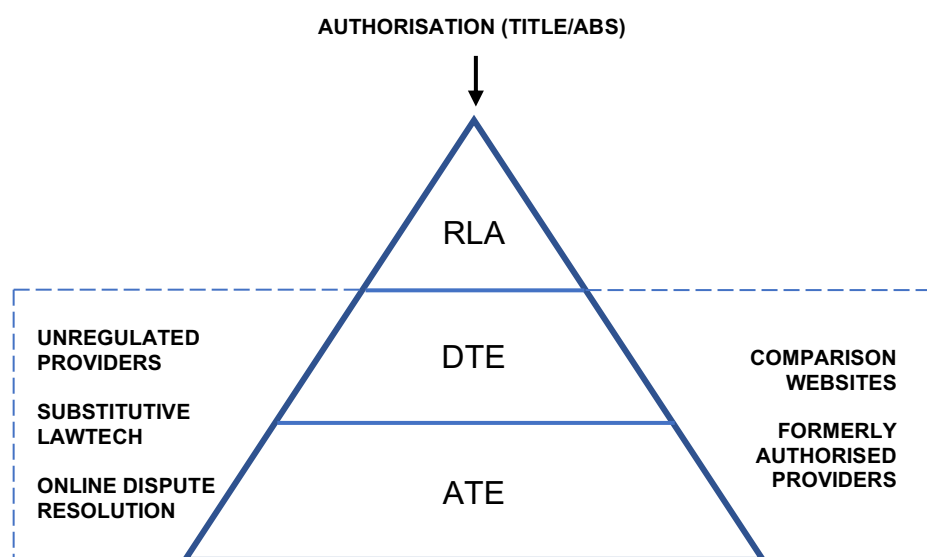 AUTHORISATION (TITLE/ABS)
RLA
UNREGULATED
PROVIDERS
SUBSTITUTIVE
LAWTECH
ONLINE DISPUTE
RESOLUTION
DTE
ATE
COMPARISON
WEBSITES
FORMERLY
AUTHORISED
PROVIDERS